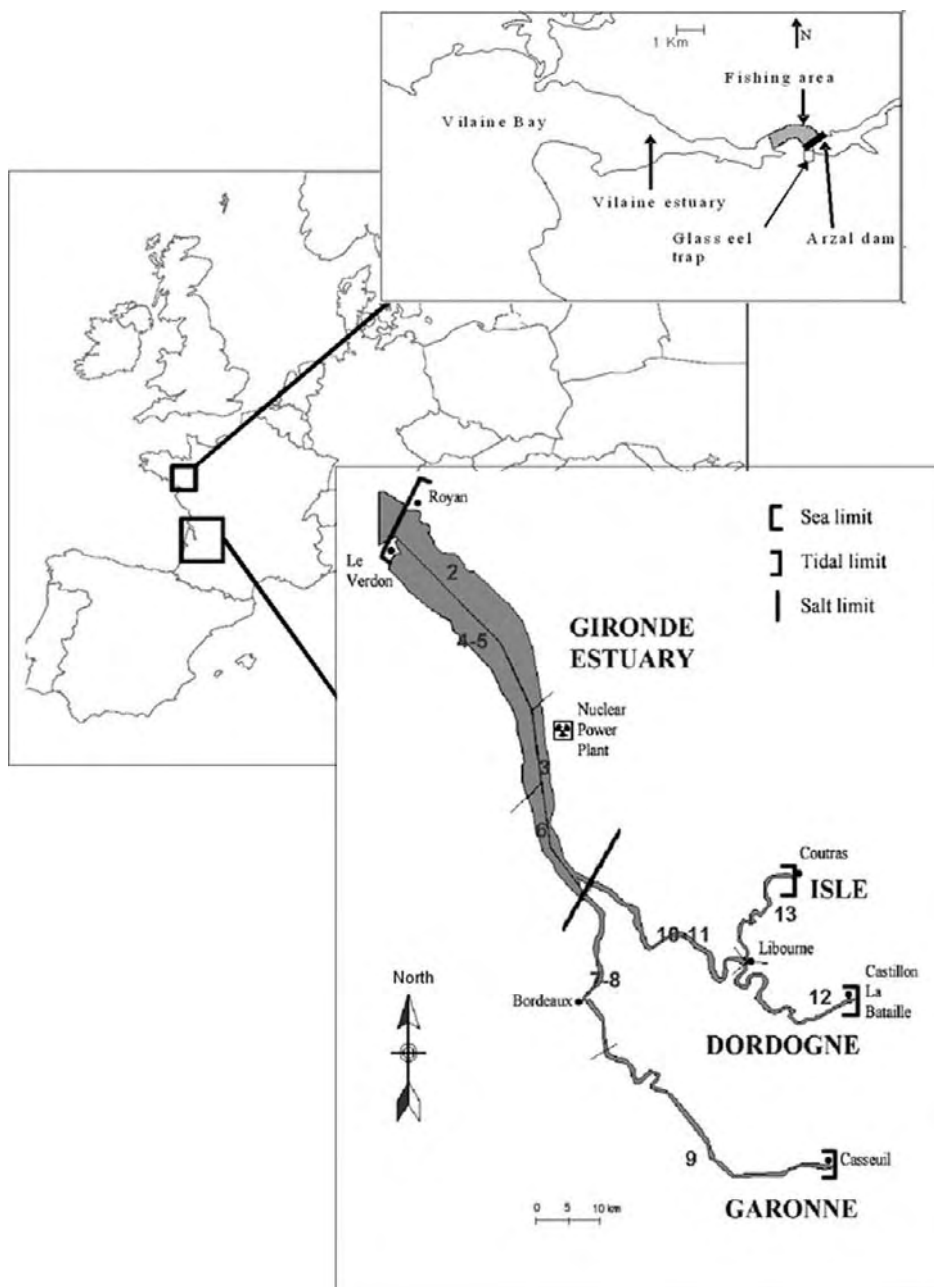 1 Km
N
Fishing area
Vilaine Bay
Vilaine estuary
Glass eel
trap
Arzal dam
Royan
Le
Verdon
2
4-5
GIRONDE
ESTUARY
Sea limit
Tidal limit
Salt limit
Nuclear
Power
Plant
3
6
Coutras
ISLE
13
10-11
Libourne
Castillon
La
Bataille
12
DORDOGNE
7-8
Bordeaux
North
9
Casseuil
GARONNE
0 5 10 km